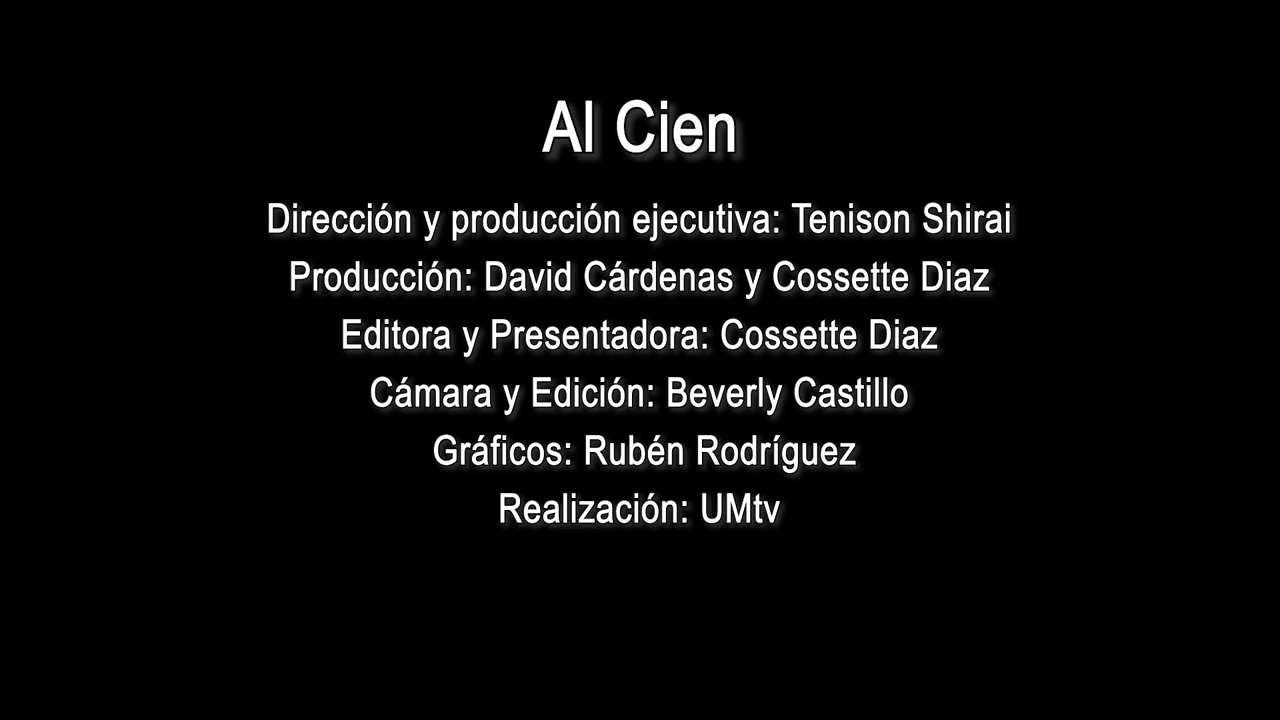 Al Cien
Dirección y producción ejecutiva: Tenison Shirai
Producción: David Cárdenas y Cossette Diaz
Editora y Presentadora: Cossette Diaz
Cámara y Edición: Beverly Castillo
Gráficos: Rubén Rodríguez
Realización: UMtv